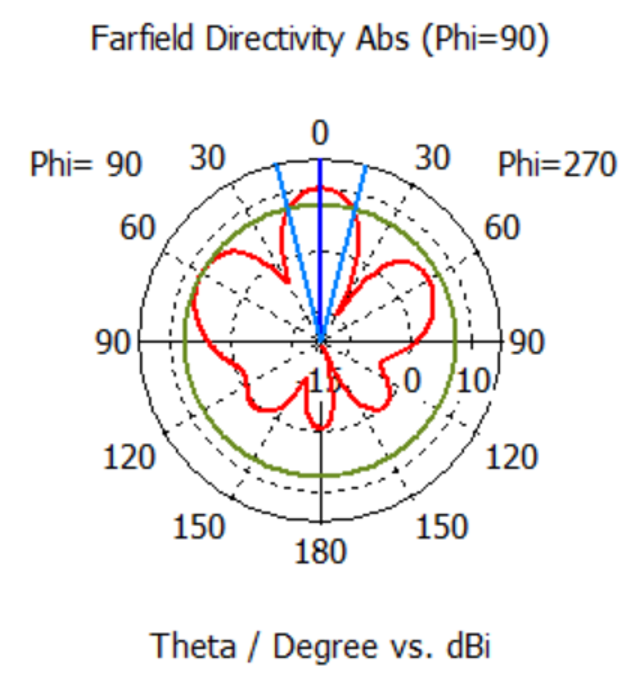 Farfield Directivity Abs (Phi=90)
0
Phi= 90 30 30 Phi=270
60 60
90 90
15 0 10
120 120
150 150
180
Theta / Degree vs. dBi